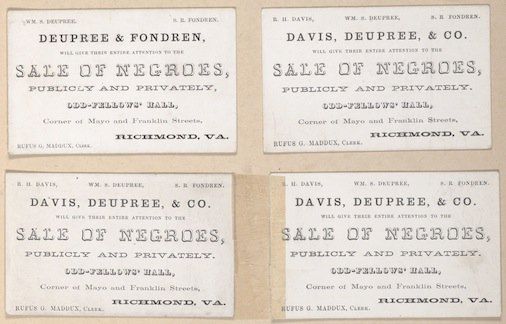 WM. S. DEUPREE. S. R. FONDREN.
DEUPREE & FONDREN,
WILL GIVE THEIR ENTIRE ATTENTION TO THE
SALE OF NEGROES,
PUBLICLY AND PRIVATELY,
ODD-FELLOWS' HALL,
Corner of Mayo and Franklin Streets,
RICHMOND, VA.
RUFUS G. MADDUX, CLERK.
R. H. DAVIS, WM. S. DEUPREE, S. R. FONDREN.
DAVIS, DEUPREE, & CO.
WILL GIVE THEIR ENTIRE ATTENTION TO THE
SALE OF NEGROES,
PUBLICLY AND PRIVATELY.
ODD-FELLOWS' HALL,
Corner of Mayo and Franklin Streets,
RICHMOND, VA.
RUFUS G. MADDUX, CLERK.
R. H. DAVIS, WM. S. DEUPREE, S. R. FONDREN.
DAVIS, DEUPREE, & CO.
WILL GIVE THEIR ENTIRE ATTENTION TO THE
SALE OF NEGROES,
PUBLICLY AND PRIVATELY.
ODD-FELLOWS' HALL,
Corner of Mayo and Franklin Streets,
RICHMOND, VA.
RUFUS G. MADDUX, CLERK.
R. H. DAVIS, WM. S. DEUPREE, S. R. FONDREN.
DAVIS, DEUPREE, & CO.
WILL GIVE THEIR ENTIRE ATTENTION TO THE
SALE OF NEGROES,
PUBLICLY AND PRIVATELY.
ODD-FELLOWS' HALL,
Corner of Mayo and Franklin Streets,
RICHMOND, VA.
RUFUS G. MADDUX, CLERK.